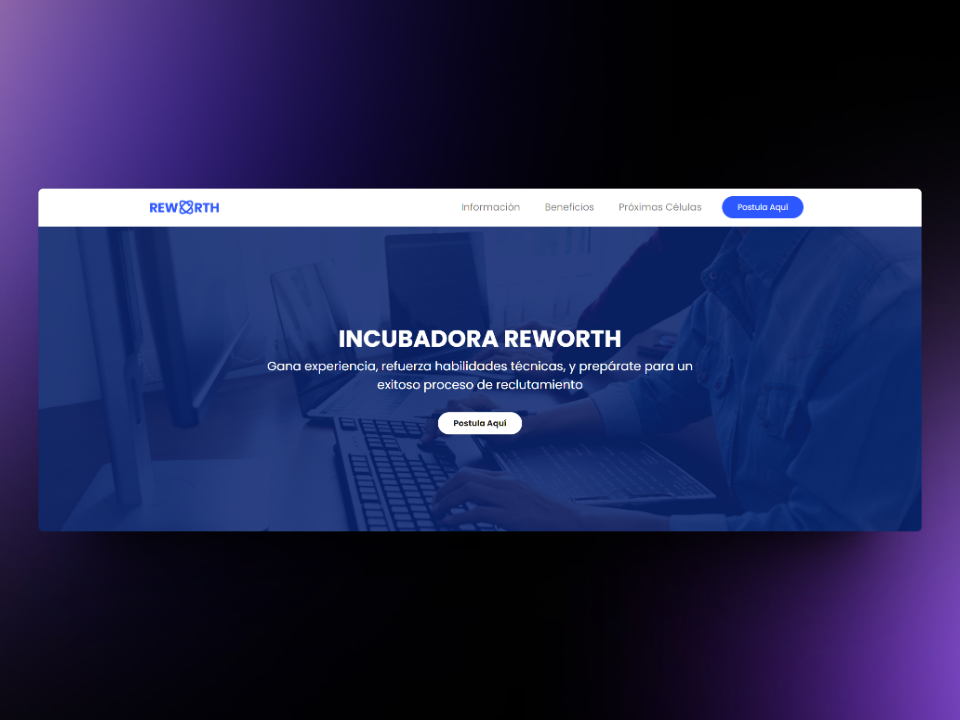 REWORTH
Información
Beneficios
Próximas Células
Postula Aquí
INCUBADORA REWORTH
Gana experiencia, refuerza habilidades técnicas, y prepárate para un
exitoso proceso de reclutamiento
Postula Aquí